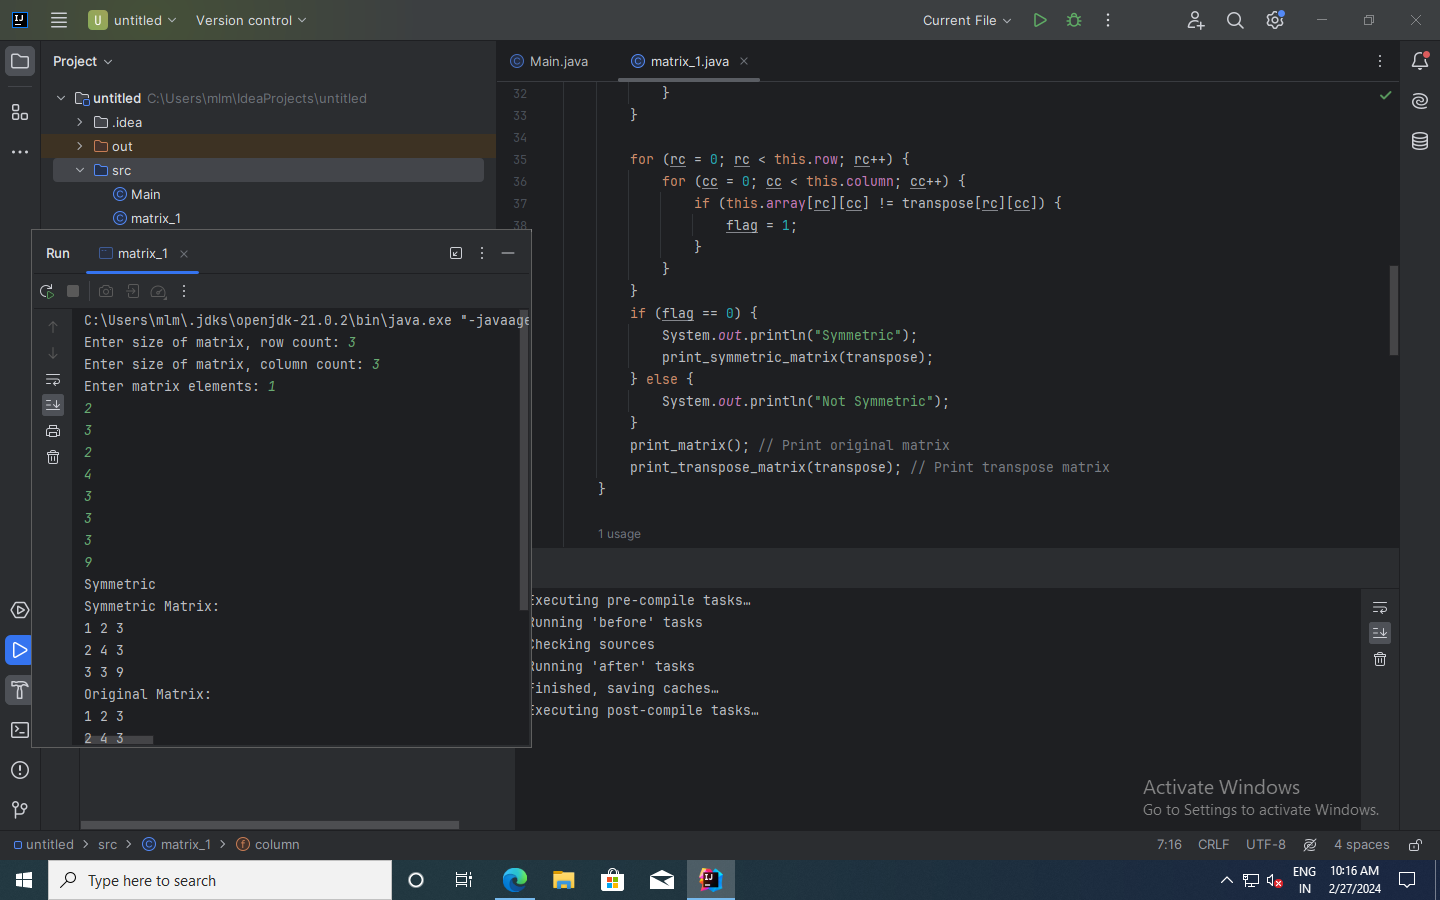 U untitled Version control Current File
Project
Main.java matrix_1.java
untitled C:\Users\mlm\IdeaProjects\untitled
.idea
out
src
Main
matrix_1
32 }
33 }
34
35 for (rc = 0; rc < this.row; rc++) {
36 for (cc = 0; cc < this.column; cc++) {
37 if (this.array[rc][cc] != transpose[rc][cc]) {
38 flag = 1;
}
}
}
if (flag == 0) {
System.out.println("Symmetric");
print_symmetric_matrix(transpose);
} else {
System.out.println("Not Symmetric");
}
print_matrix(); // Print original matrix
print_transpose_matrix(transpose); // Print transpose matrix
}
1 usage
Run matrix_1
C:\Users\mlm\.jdks\openjdk-21.0.2\bin\java.exe "-javaage
Enter size of matrix, row count: 3
Enter size of matrix, column count: 3
Enter matrix elements: 1
2
3
2
4
3
3
3
9
Symmetric
Symmetric Matrix:
1 2 3
2 4 3
3 3 9
Original Matrix:
1 2 3
2 4 3
Executing pre-compile tasks…
Running 'before' tasks
Checking sources
Running 'after' tasks
Finished, saving caches…
Executing post-compile tasks…
Activate Windows
Go to Settings to activate Windows.
untitled > src > matrix_1 > column 7:16 CRLF UTF-8 4 spaces
Type here to search
ENG
IN
10:16 AM
2/27/2024